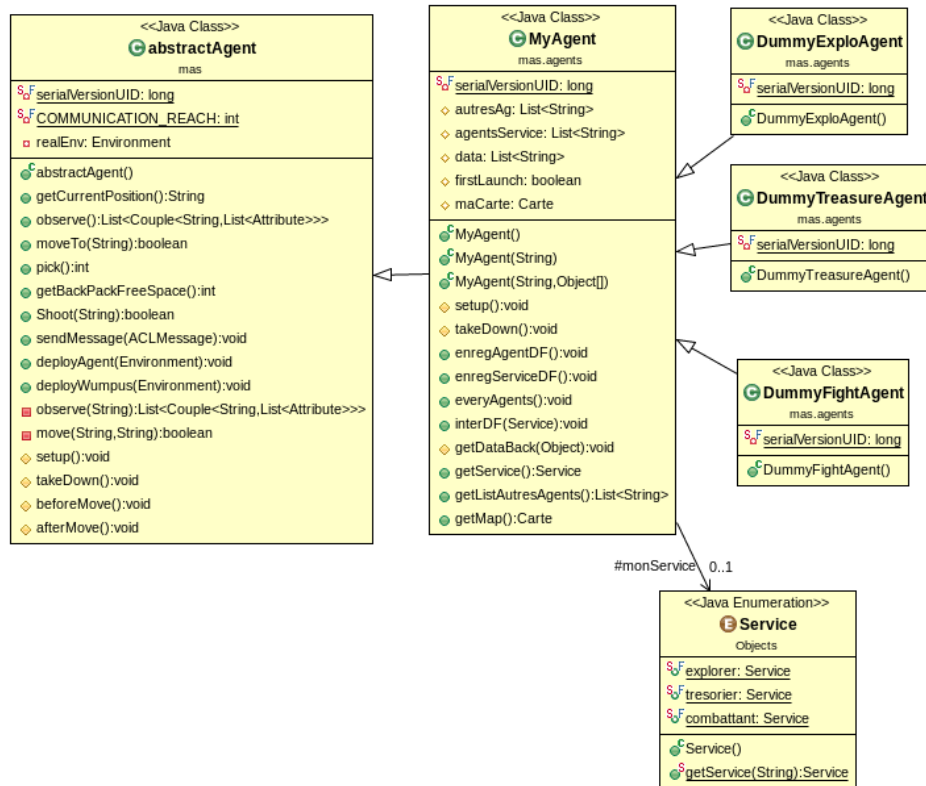 <<Java Class>>
abstractAgent
mas
serialVersionUID: long
COMMUNICATION_REACH: int
realEnv: Environment
abstractAgent()
getCurrentPosition():String
observe():List<Couple<String,List<Attribute>>>
moveTo(String):boolean
pick():int
getBackPackFreeSpace():int
Shoot(String):boolean
sendMessage(ACLMessage):void
deployAgent(Environment):void
deployWumpus(Environment):void
observe(String):List<Couple<String,List<Attribute>>>
move(String,String):boolean
setup():void
takeDown():void
beforeMove():void
afterMove():void
<<Java Class>>
MyAgent
mas.agents
serialVersionUID: long
autresAg: List<String>
agentsService: List<String>
data: List<String>
firstLaunch: boolean
maCarte: Carte
MyAgent()
MyAgent(String)
MyAgent(String,Object[])
setup():void
takeDown():void
enregAgentDF():void
enregServiceDF():void
everyAgents():void
interDF(Service):void
getDataBack(Object):void
getService():Service
getListAutresAgents():List<String>
getMap():Carte
<<Java Class>>
DummyExploAgent
mas.agents
serialVersionUID: long
DummyExploAgent()
<<Java Class>>
DummyTreasureAgent
mas.agents
serialVersionUID: long
DummyTreasureAgent()
<<Java Class>>
DummyFightAgent
mas.agents
serialVersionUID: long
DummyFightAgent()
#monService 0..1
<<Java Enumeration>>
Service
Objects
explorer: Service
tresorier: Service
combattant: Service
Service()
getService(String):Service